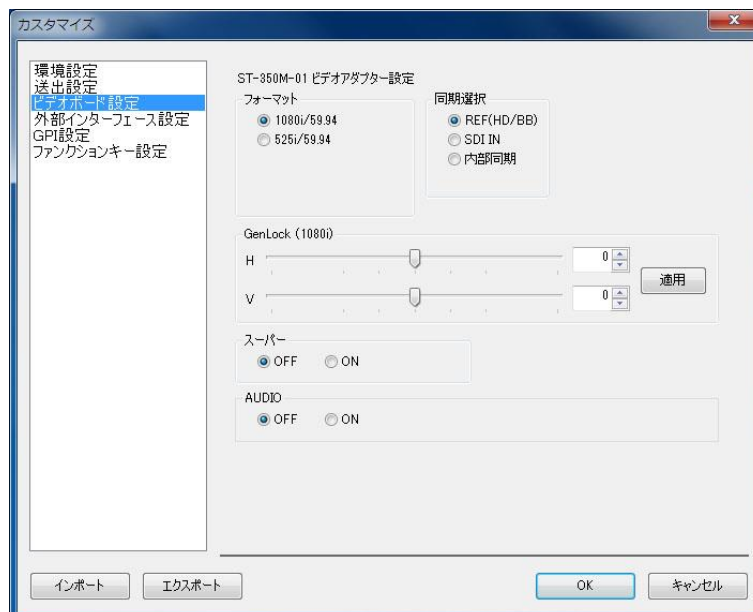 カスタマイズ
環境設定
送出設定
ビデオボード設定
外部インターフェース設定
GPI設定
ファンクションキー設定
ST-350M-01 ビデオアダプター設定
フォーマット
1080i/59.94
525i/59.94
同期選択
REF(HD/BB)
SDI IN
内部同期
GenLock (1080i)
H
0
V
0
適用
スーパー
OFF ON
AUDIO
OFF ON
インポート エクスポート OK キャンセル